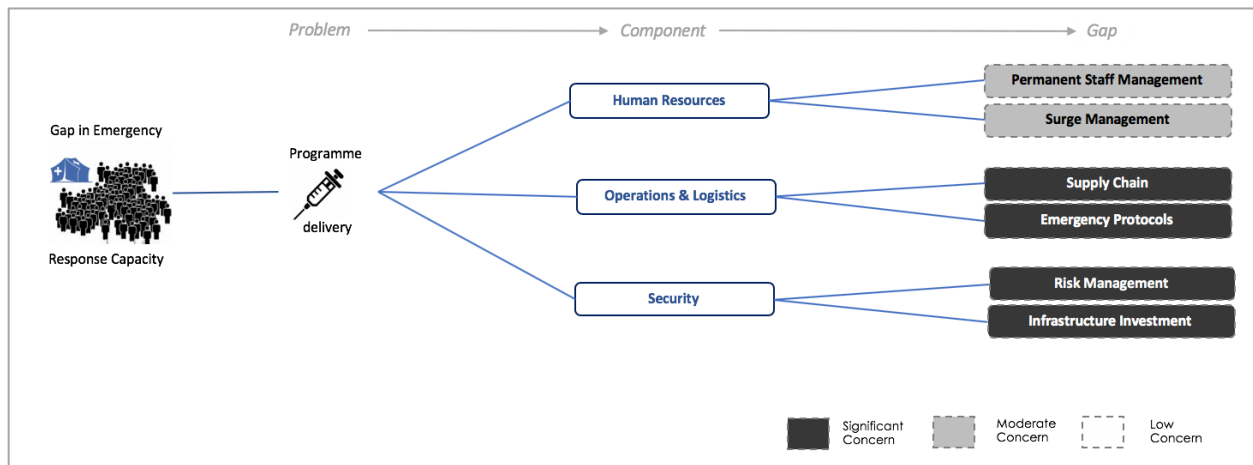 Problem
Component
Gap
Permanent Staff Management
Human Resources
Surge Management
Gap in Emergency
Programme
Supply Chain
Operations & Logistics
Emergency Protocols
delivery
Response Capacity
Risk Management
Security
Infrastructure Investment
Significant
Concern
Moderate
Concern
Low
Concern